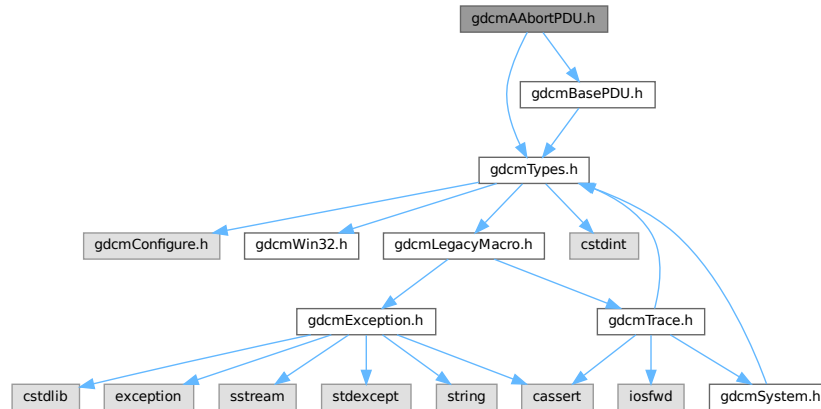 gdcmAAbortPDU.h
gdcmBasePDU.h
gdcmTypes.h
gdcmConfigure.h
gdcmWin32.h
gdcmLegacyMacro.h
cstdint
gdcmException.h
gdcmTrace.h
cstdlib
exception
sstream
stdexcept
string
cassert
iosfwd
gdcmSystem.h